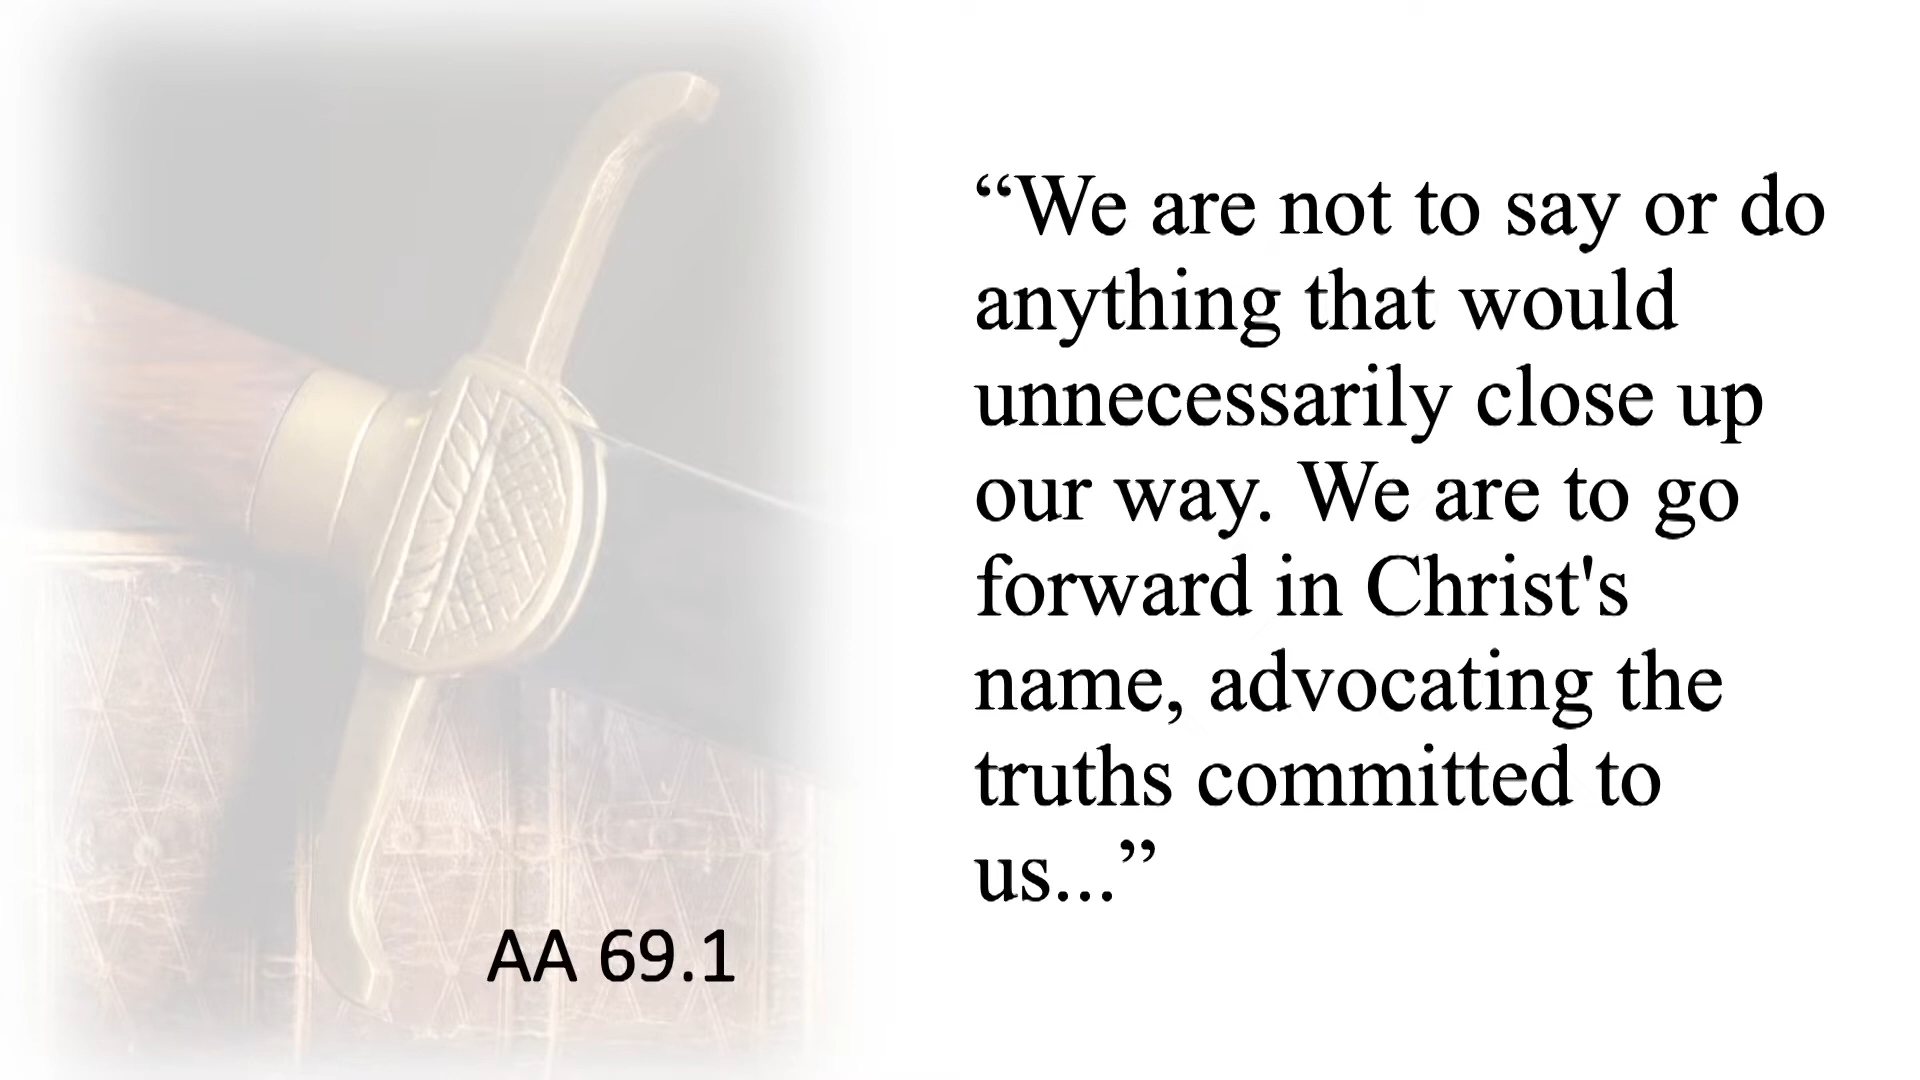 “We are not to say or do
anything that would
unnecessarily close up
our way. We are to go
forward in Christ's
name, advocating the
truths committed to
us...”
AA 69.1